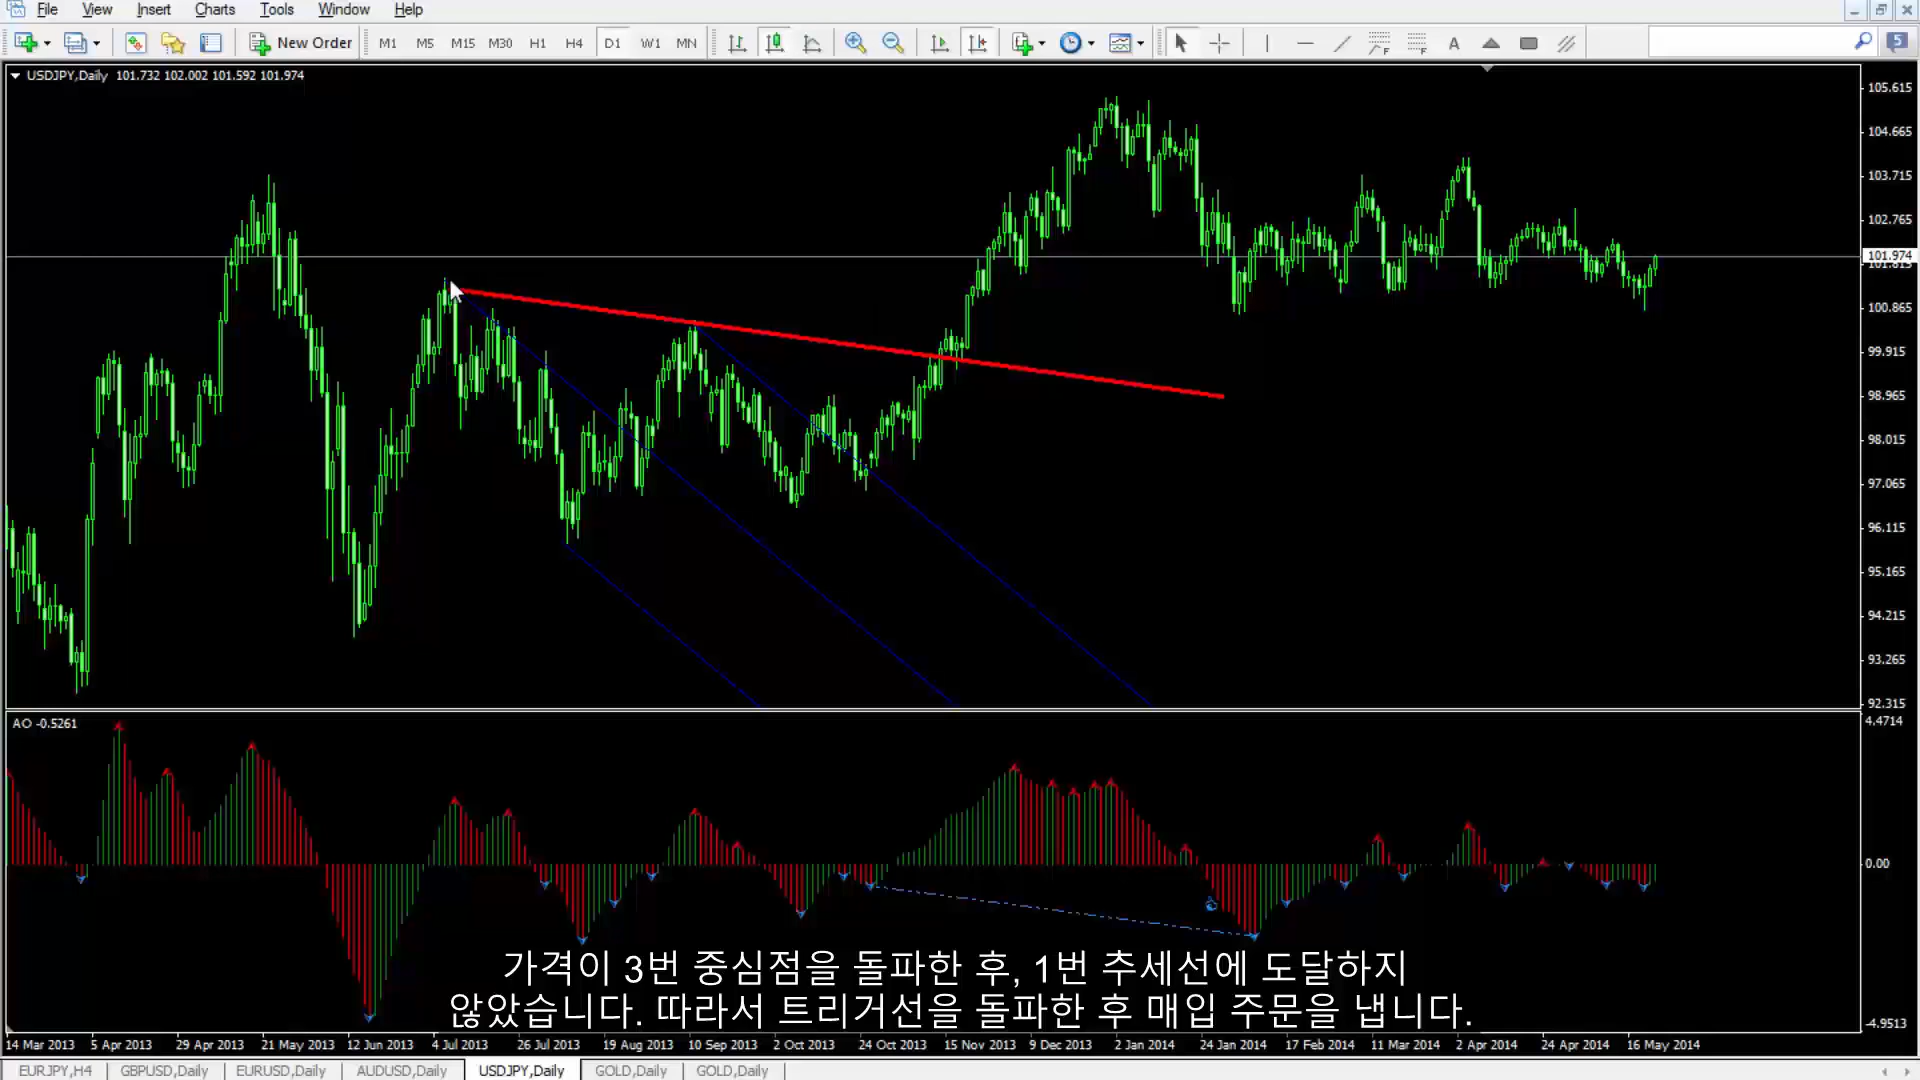 File View Insert Charts Tools Window Help
New Order M1 M5 M15 M30 H1 H4 D1 W1 MN A 5
USDJPY,Daily 101.732 102.002 101.592 101.974
105.615
104.665
103.715
102.765
101.974
101.815
100.865
99.915
98.965
98.015
97.065
96.115
95.165
94.215
93.265
92.315
AO -0.5261
4.4714
0.00
-4.9513
가격이 3번 중심점을 돌파한 후, 1번 추세선에 도달하지
않았습니다. 따라서 트리거선을 돌파한 후 매입 주문을 냅니다.
14 Mar 2013 5 Apr 2013 29 Apr 2013 21 May 2013 12 Jun 2013 4 Jul 2013 26 Jul 2013 19 Aug 2013 10 Sep 2013 2 Oct 2013 24 Oct 2013 15 Nov 2013 9 Dec 2013 2 Jan 2014 24 Jan 2014 17 Feb 2014 11 Mar 2014 2 Apr 2014 24 Apr 2014 16 May 2014
EURJPY,H4 GBPUSD,Daily EURUSD,Daily AUDUSD,Daily USDJPY,Daily GOLD,Daily GOLD,Daily